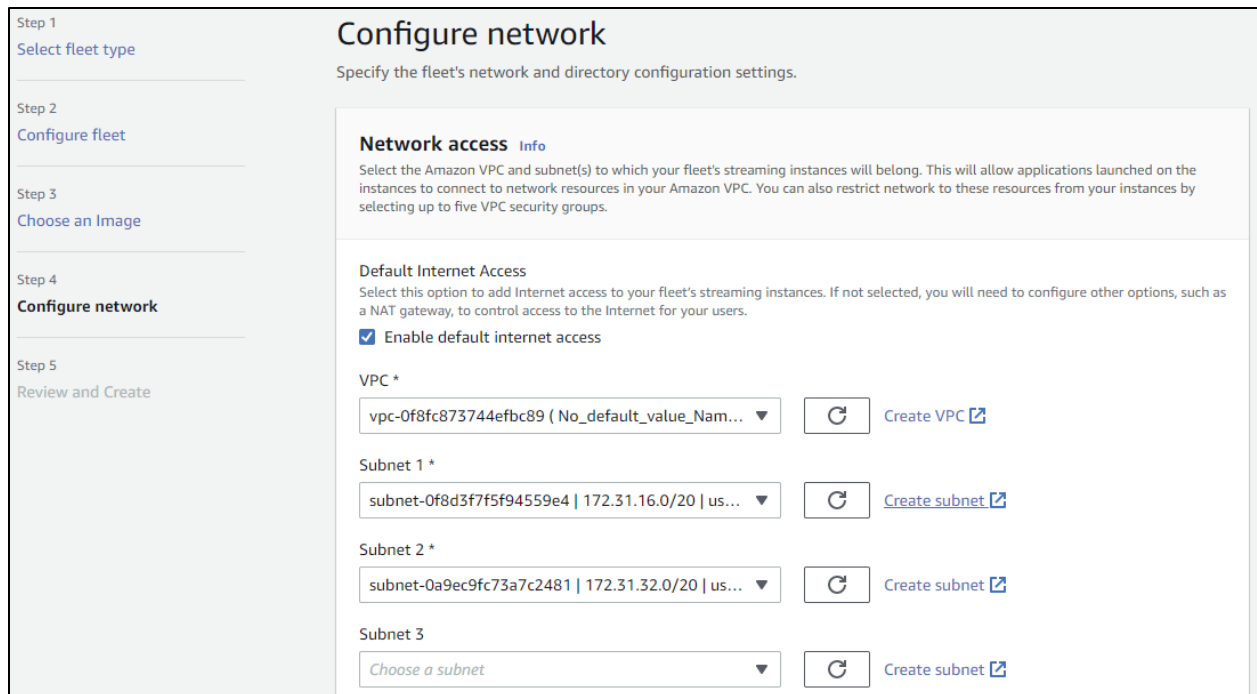 Step 1
Select fleet type
Step 2
Configure fleet
Step 3
Choose an Image
Step 4
Configure network
Step 5
Review and Create
Configure network
Specify the fleet's network and directory configuration settings.
Network access Info
Select the Amazon VPC and subnet(s) to which your fleet's streaming instances will belong. This will allow applications launched on the
instances to connect to network resources in your Amazon VPC. You can also restrict network to these resources from your instances by
selecting up to five VPC security groups.
Default Internet Access
Select this option to add Internet access to your fleet's streaming instances. If not selected, you will need to configure other options, such as
a NAT gateway, to control access to the Internet for your users.
Enable default internet access
VPC *
vpc-0f8fc873744efbc89 ( No_default_value_Nam... Create VPC
Subnet 1 *
subnet-0f8d3f7f5f94559e4 | 172.31.16.0/20 | us... Create subnet
Subnet 2 *
subnet-0a9ec9fc73a7c2481 | 172.31.32.0/20 | us... Create subnet
Subnet 3
Choose a subnet Create subnet